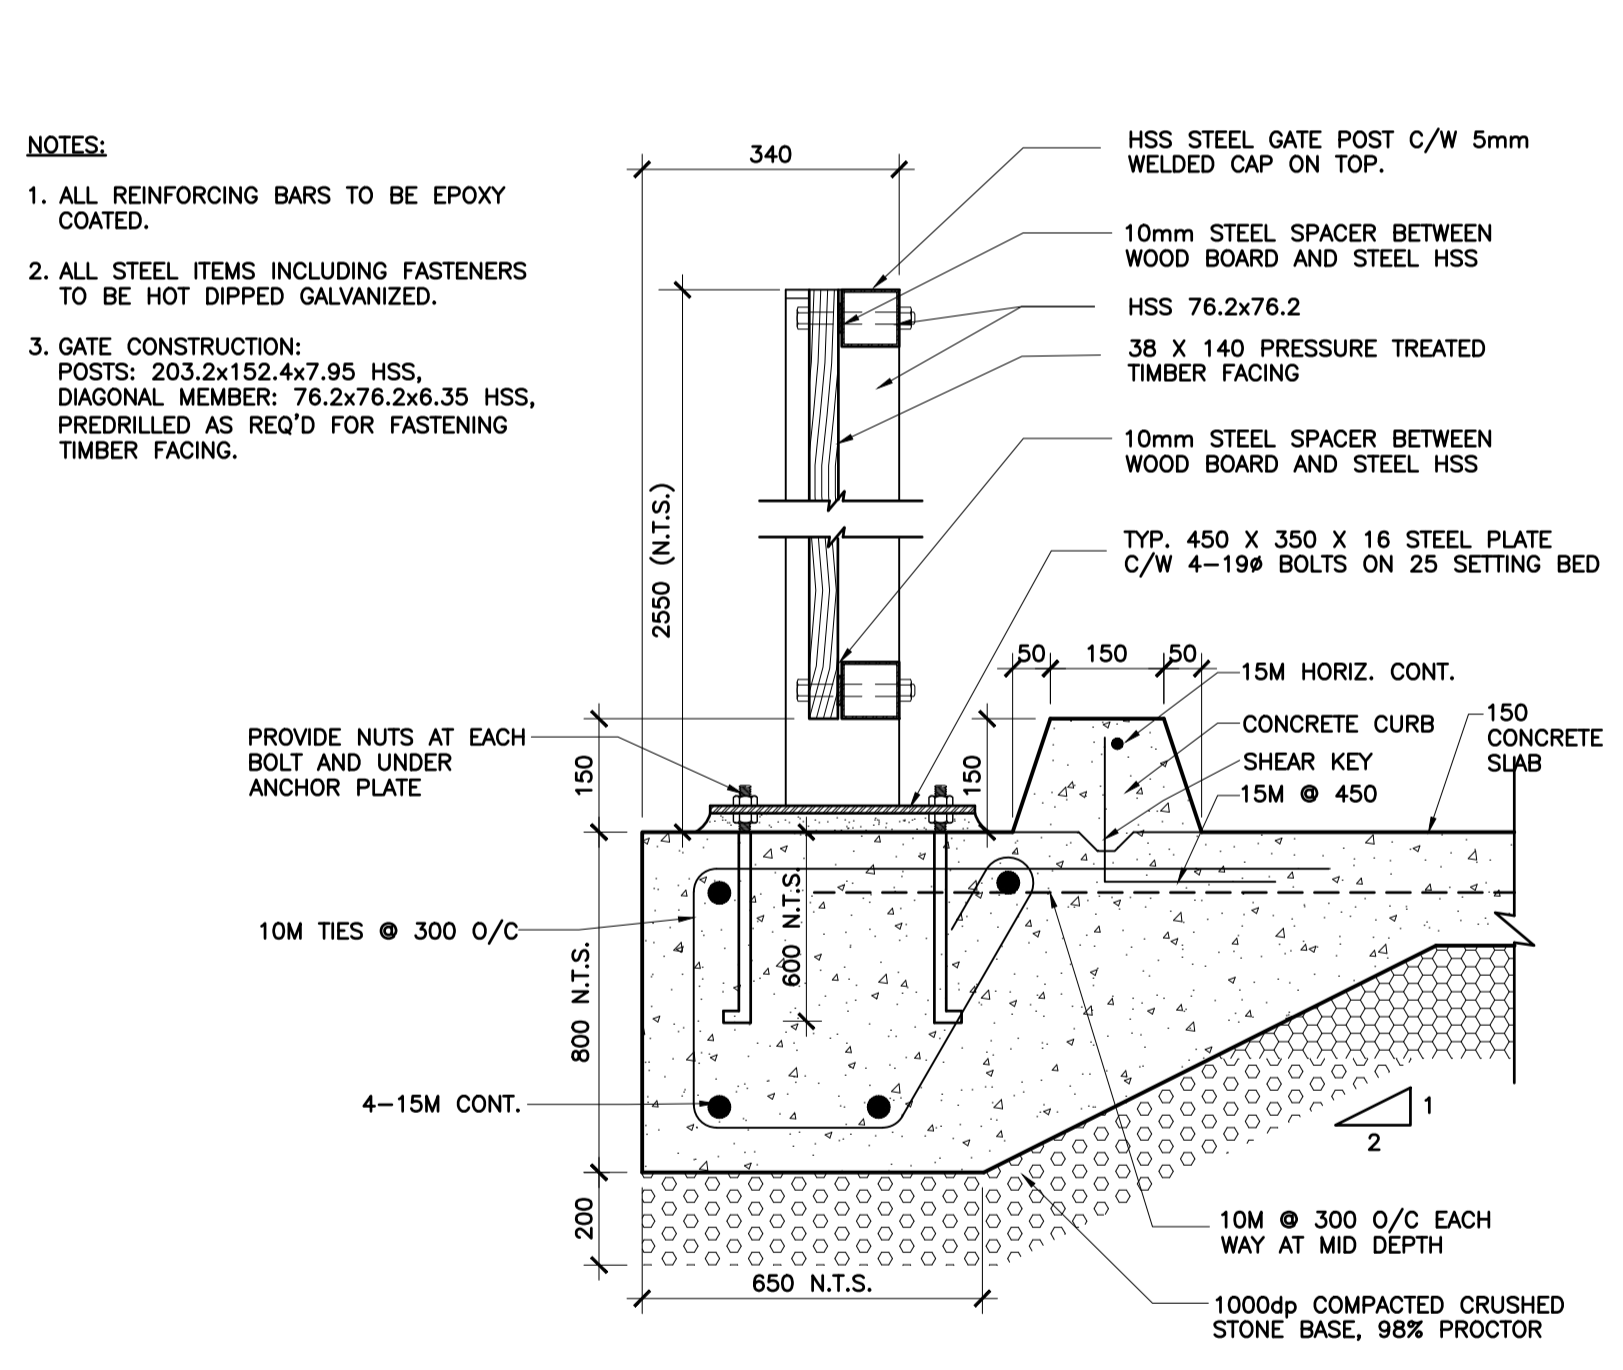 NOTES:
1. ALL REINFORCING BARS TO BE EPOXY
COATED.
2. ALL STEEL ITEMS INCLUDING FASTENERS
TO BE HOT DIPPED GALVANIZED.
3. GATE CONSTRUCTION:
POSTS: 203.2x152.4x7.95 HSS,
DIAGONAL MEMBER: 76.2x76.2x6.35 HSS,
PREDRILLED AS REQ'D FOR FASTENING
TIMBER FACING.
340
HSS STEEL GATE POST C/W 5mm
WELDED CAP ON TOP.
10mm STEEL SPACER BETWEEN
WOOD BOARD AND STEEL HSS
HSS 76.2x76.2
38 X 140 PRESSURE TREATED
TIMBER FACING
10mm STEEL SPACER BETWEEN
WOOD BOARD AND STEEL HSS
2550 (N.T.S.)
TYP. 450 X 350 X 16 STEEL PLATE
C/W 4-19ø BOLTS ON 25 SETTING BED
50
150
50
15M HORIZ. CONT.
CONCRETE CURB
SHEAR KEY
15M @ 450
150
CONCRETE
SLAB
PROVIDE NUTS AT EACH
BOLT AND UNDER
ANCHOR PLATE
150
150
600 N.T.S.
10M TIES @ 300 O/C
800 N.T.S.
4-15M CONT.
1
2
200
650 N.T.S.
10M @ 300 O/C EACH
WAY AT MID DEPTH
1000dp COMPACTED CRUSHED
STONE BASE, 98% PROCTOR